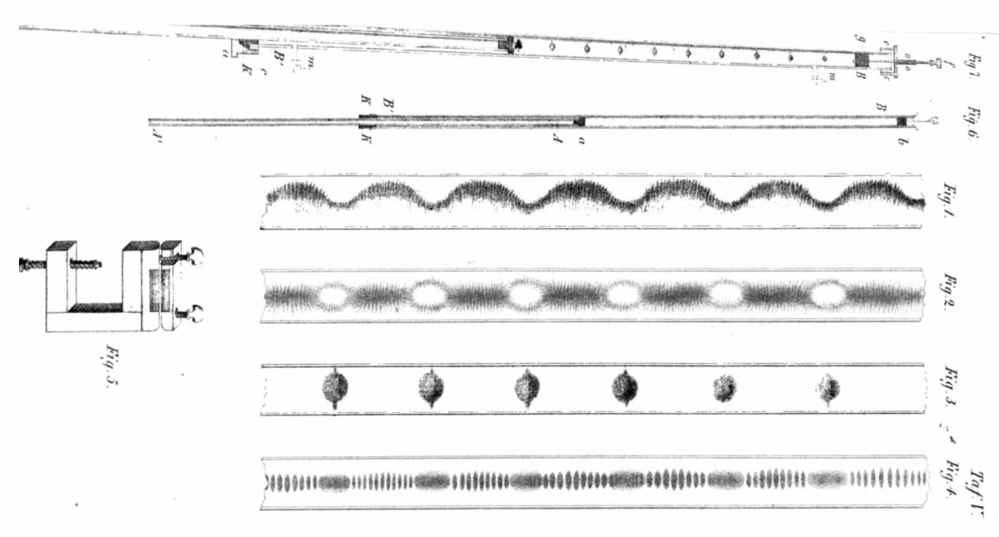 Taf. V.
Fig. 7.
a
K
c
B'
m
m
g
B
e
e
o
o
f
Fig. 6.
K
B'
B
A'
K
A
a
b
Fig. 1.
Fig. 2.
Fig. 3.
Fig. 4.
Fig. 5.